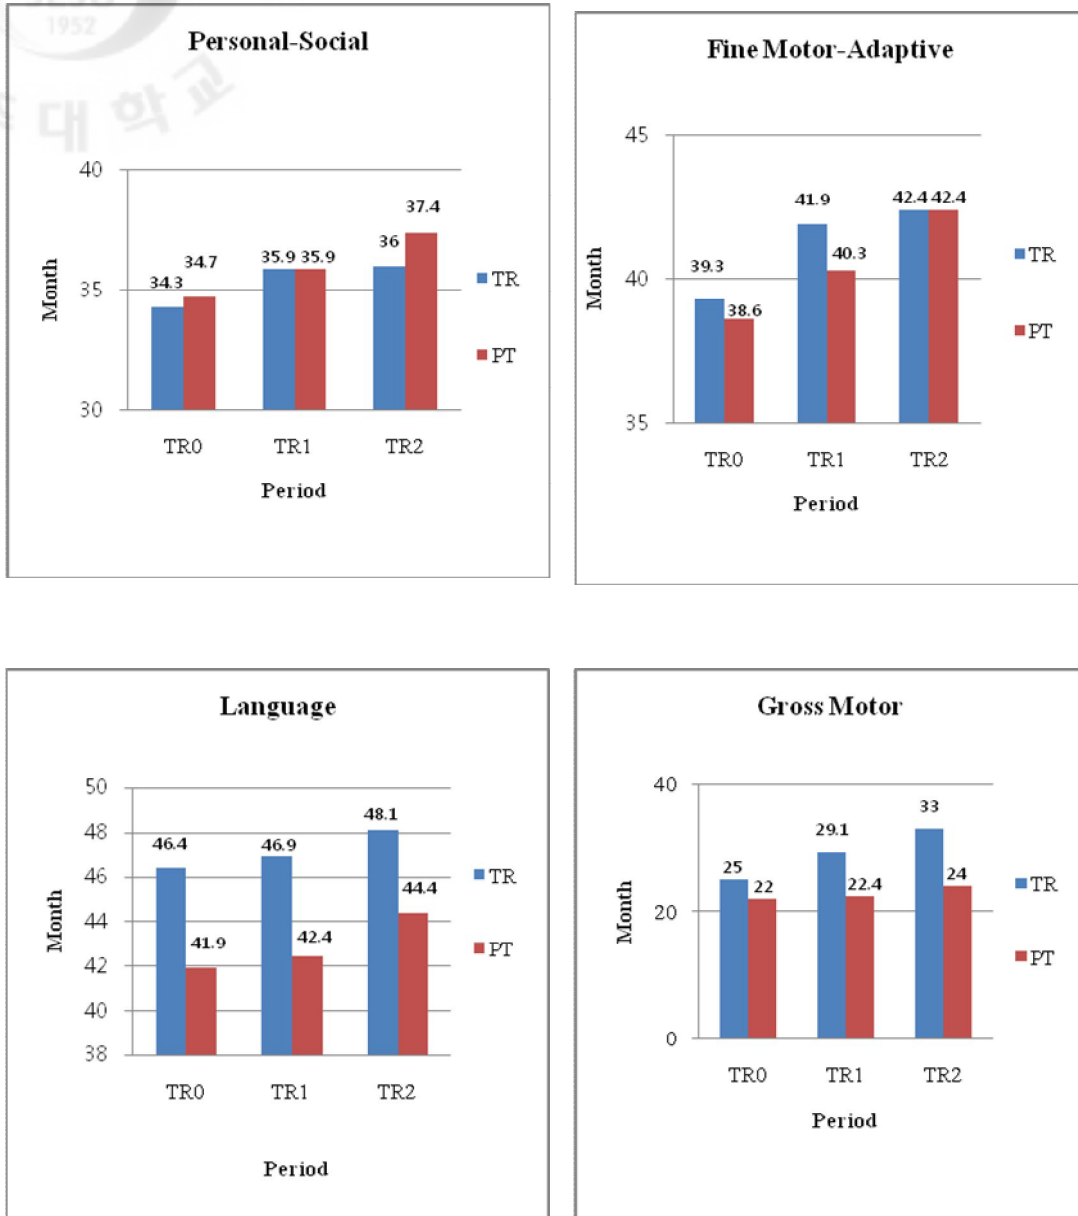 1952
대학교
Personal-Social
40
35
30
Month
34.3 34.7 35.9 35.9 36 37.4
TR
PT
TR0 TR1 TR2
Period
Fine Motor-Adaptive
45
40
35
Month
39.3 38.6 41.9 40.3 42.4 42.4
TR
PT
TR0 TR1 TR2
Period
Language
50
48
46
44
42
40
38
Month
46.4 41.9 46.9 42.4 48.1 44.4
TR
PT
TR0 TR1 TR2
Period
Gross Motor
40
20
0
Month
25 22 29.1 22.4 33 24
TR
PT
TR0 TR1 TR2
Period